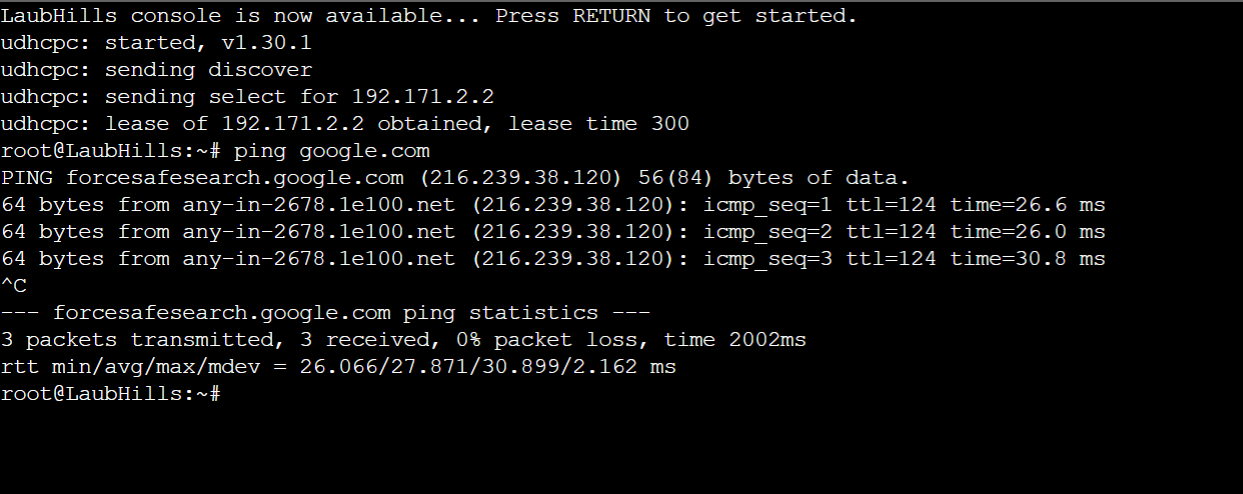 LaubHills console is now available... Press RETURN to get started.
udhcpc: started, v1.30.1
udhcpc: sending discover
udhcpc: sending select for 192.171.2.2
udhcpc: lease of 192.171.2.2 obtained, lease time 300
root@LaubHills:~# ping google.com
PING forcesafesearch.google.com (216.239.38.120) 56(84) bytes of data.
64 bytes from any-in-2678.1e100.net (216.239.38.120): icmp_seq=1 ttl=124 time=26.6 ms
64 bytes from any-in-2678.1e100.net (216.239.38.120): icmp_seq=2 ttl=124 time=26.0 ms
64 bytes from any-in-2678.1e100.net (216.239.38.120): icmp_seq=3 ttl=124 time=30.8 ms
^C
--- forcesafesearch.google.com ping statistics ---
3 packets transmitted, 3 received, 0% packet loss, time 2002ms
rtt min/avg/max/mdev = 26.066/27.871/30.899/2.162 ms
root@LaubHills:~#